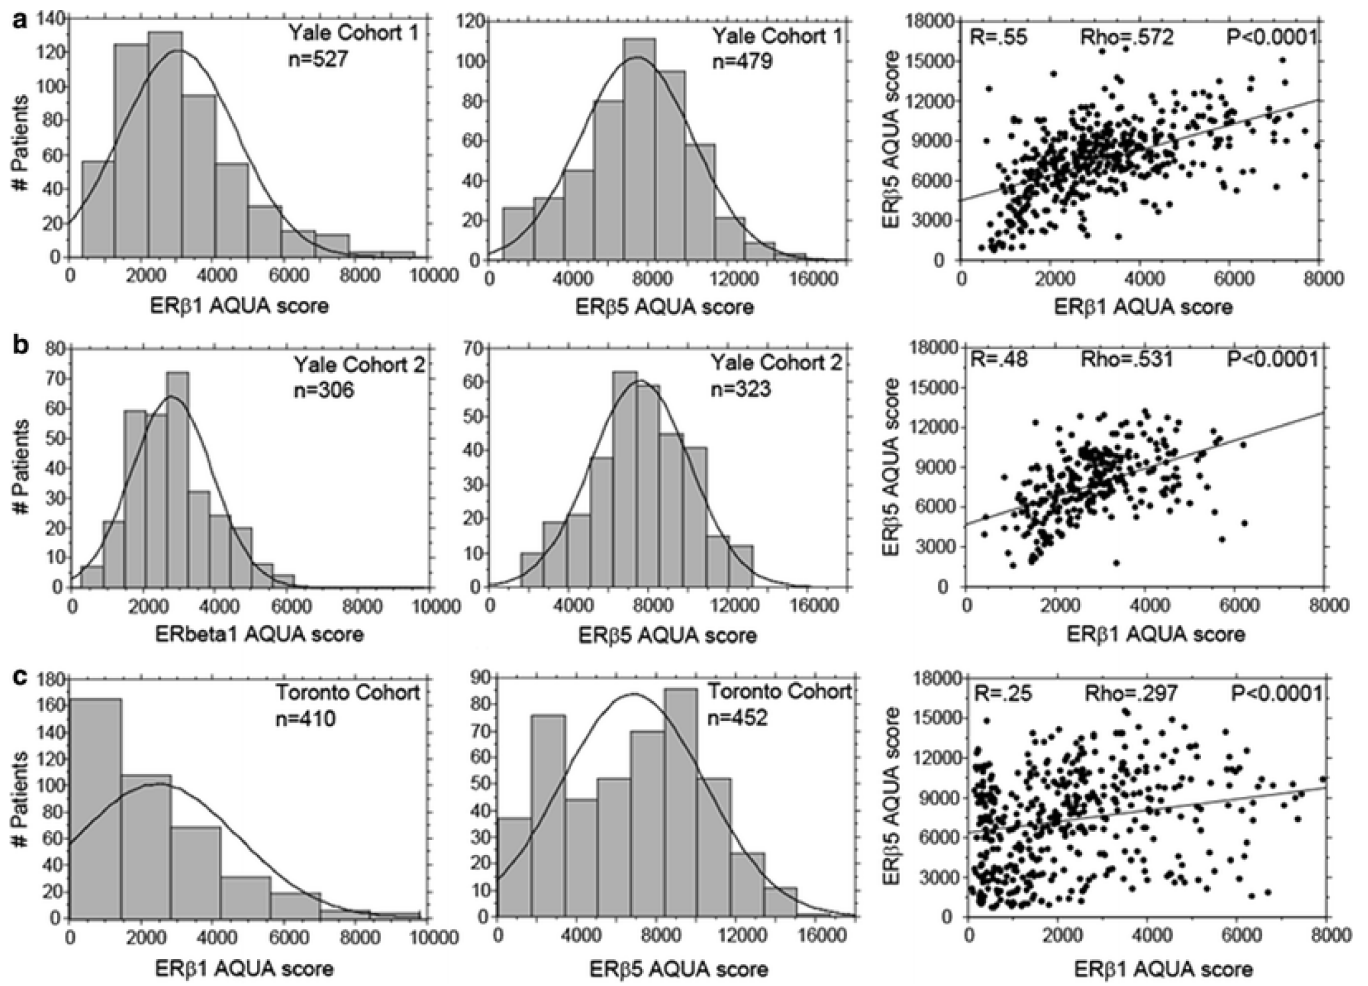 a
Yale Cohort 1
n=527
# Patients
140
120
100
80
60
40
20
0
0 2000 4000 6000 8000 10000
ERβ1 AQUA score
Yale Cohort 1
n=479
120
100
80
60
40
20
0
0 4000 8000 12000 16000
ERβ5 AQUA score
R=.55 Rho=.572 P<0.0001
ERβ5 AQUA score
18000
15000
12000
9000
6000
3000
0
0 2000 4000 6000 8000
ERβ1 AQUA score
b
Yale Cohort 2
n=306
# Patients
80
70
60
50
40
30
20
10
0
0 2000 4000 6000 8000 10000
ERbeta1 AQUA score
Yale Cohort 2
n=323
70
60
50
40
30
20
10
0
0 4000 8000 12000 16000
ERβ5 AQUA score
R=.48 Rho=.531 P<0.0001
ERβ5 AQUA score
18000
15000
12000
9000
6000
3000
0
0 2000 4000 6000 8000
ERβ1 AQUA score
c
Toronto Cohort
n=410
# Patients
180
160
140
120
100
80
60
40
20
0
0 2000 4000 6000 8000 10000
ERβ1 AQUA score
Toronto Cohort
n=452
90
80
70
60
50
40
30
20
10
0
0 4000 8000 12000 16000
ERβ5 AQUA score
R=.25 Rho=.297 P<0.0001
ERβ5 AQUA score
18000
15000
12000
9000
6000
3000
0
0 2000 4000 6000 8000
ERβ1 AQUA score